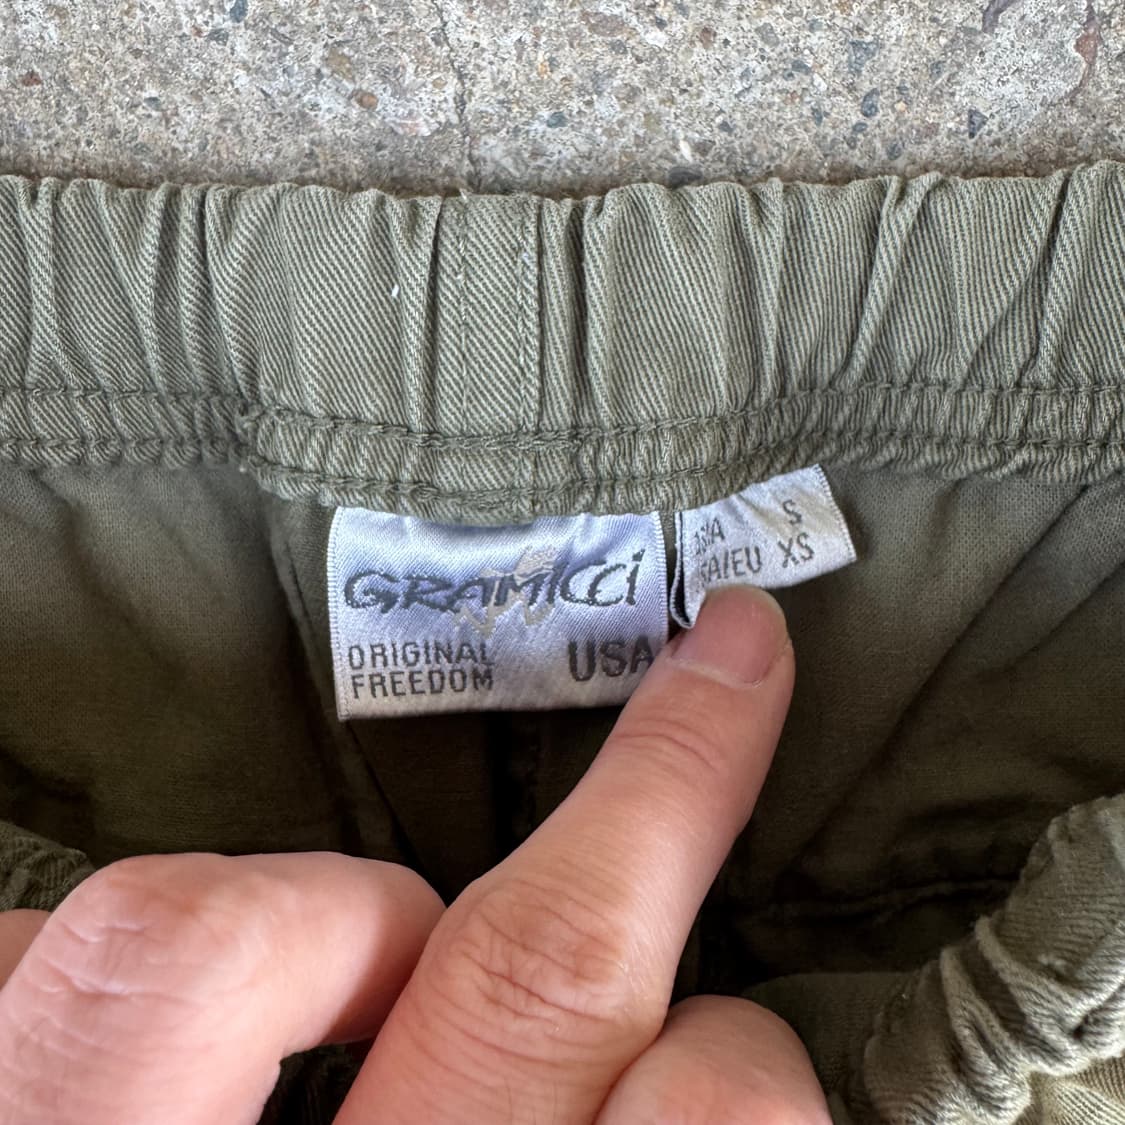 GRAMICCI
ORIGINAL
FREEDOM
USA
S
XS